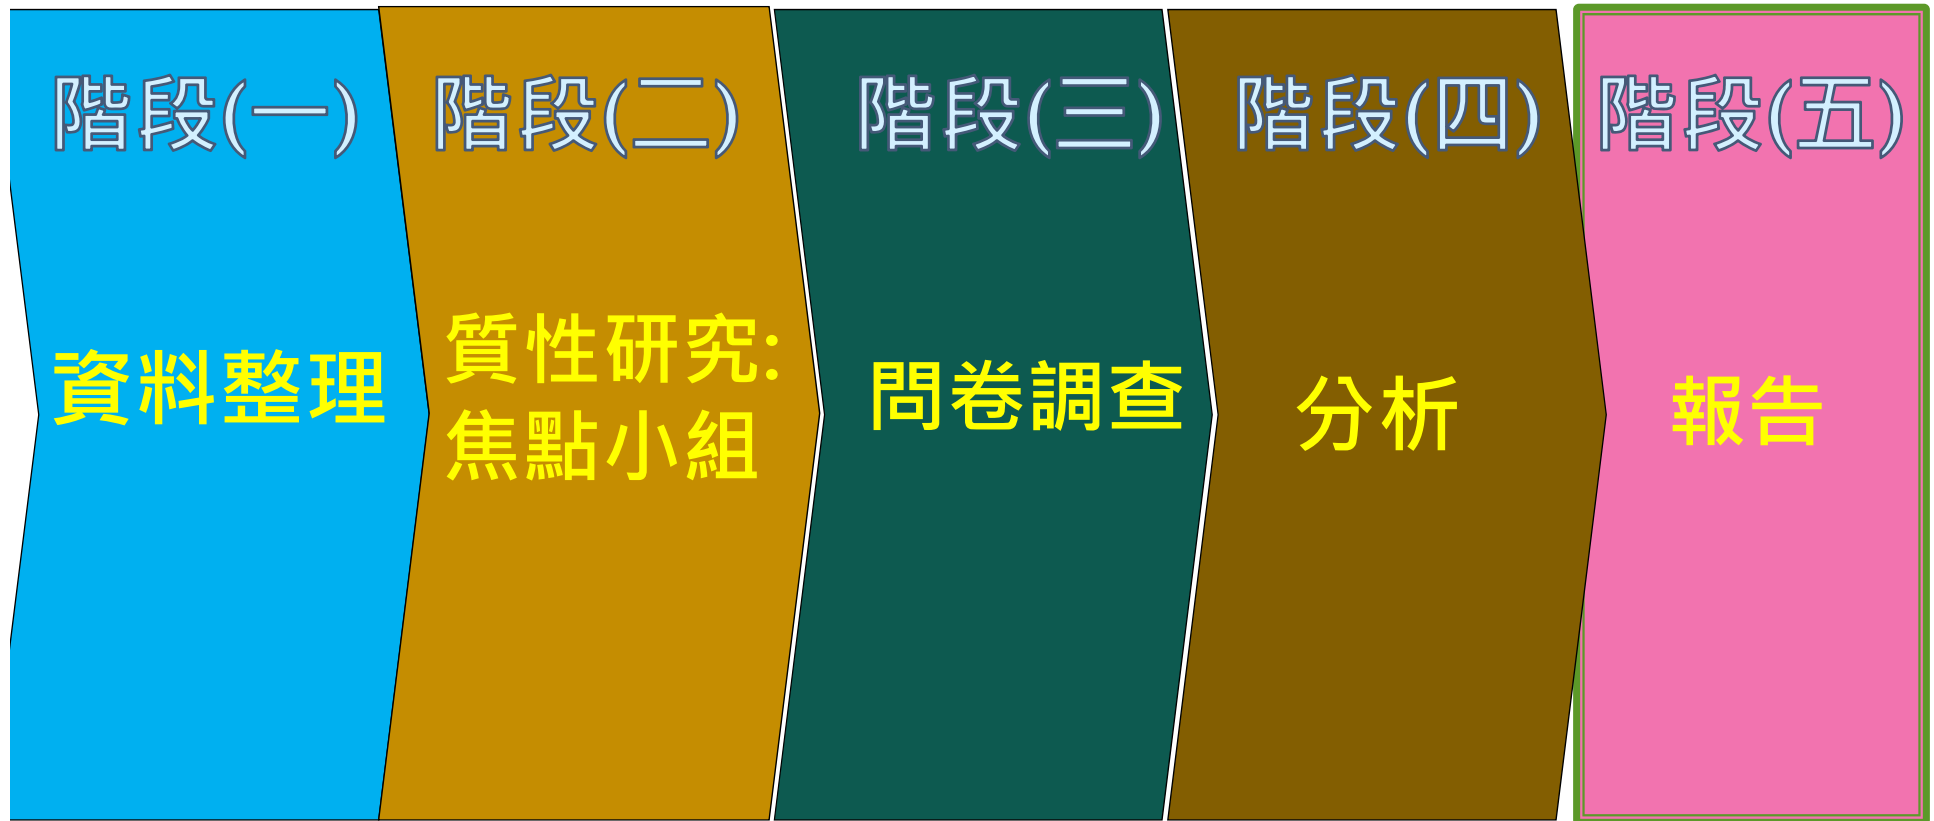 階段(一)
資料整理
階段(二)
質性研究:
焦點小組
階段(三)
問卷調查
階段(四)
分析
階段(五)
報告